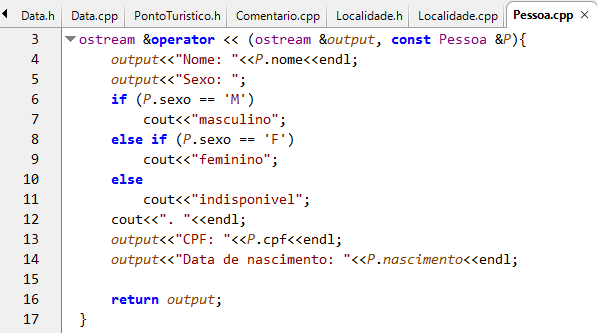 Data.h Data.cpp PontoTuristico.h Comentario.cpp Localidade.h Localidade.cpp Pessoa.cpp
3 ostream &operator << (ostream &output, const Pessoa &P){
4 output<<"Nome: "<<P.nome<<endl;
5 output<<"Sexo: ";
6 if (P.sexo == 'M')
7 cout<<"masculino";
8 else if (P.sexo == 'F')
9 cout<<"feminino";
10 else
11 cout<<"indisponivel";
12 cout<<". "<<endl;
13 output<<"CPF: "<<P.cpf<<endl;
14 output<<"Data de nascimento: "<<P.nascimento<<endl;
15
16 return output;
17 }